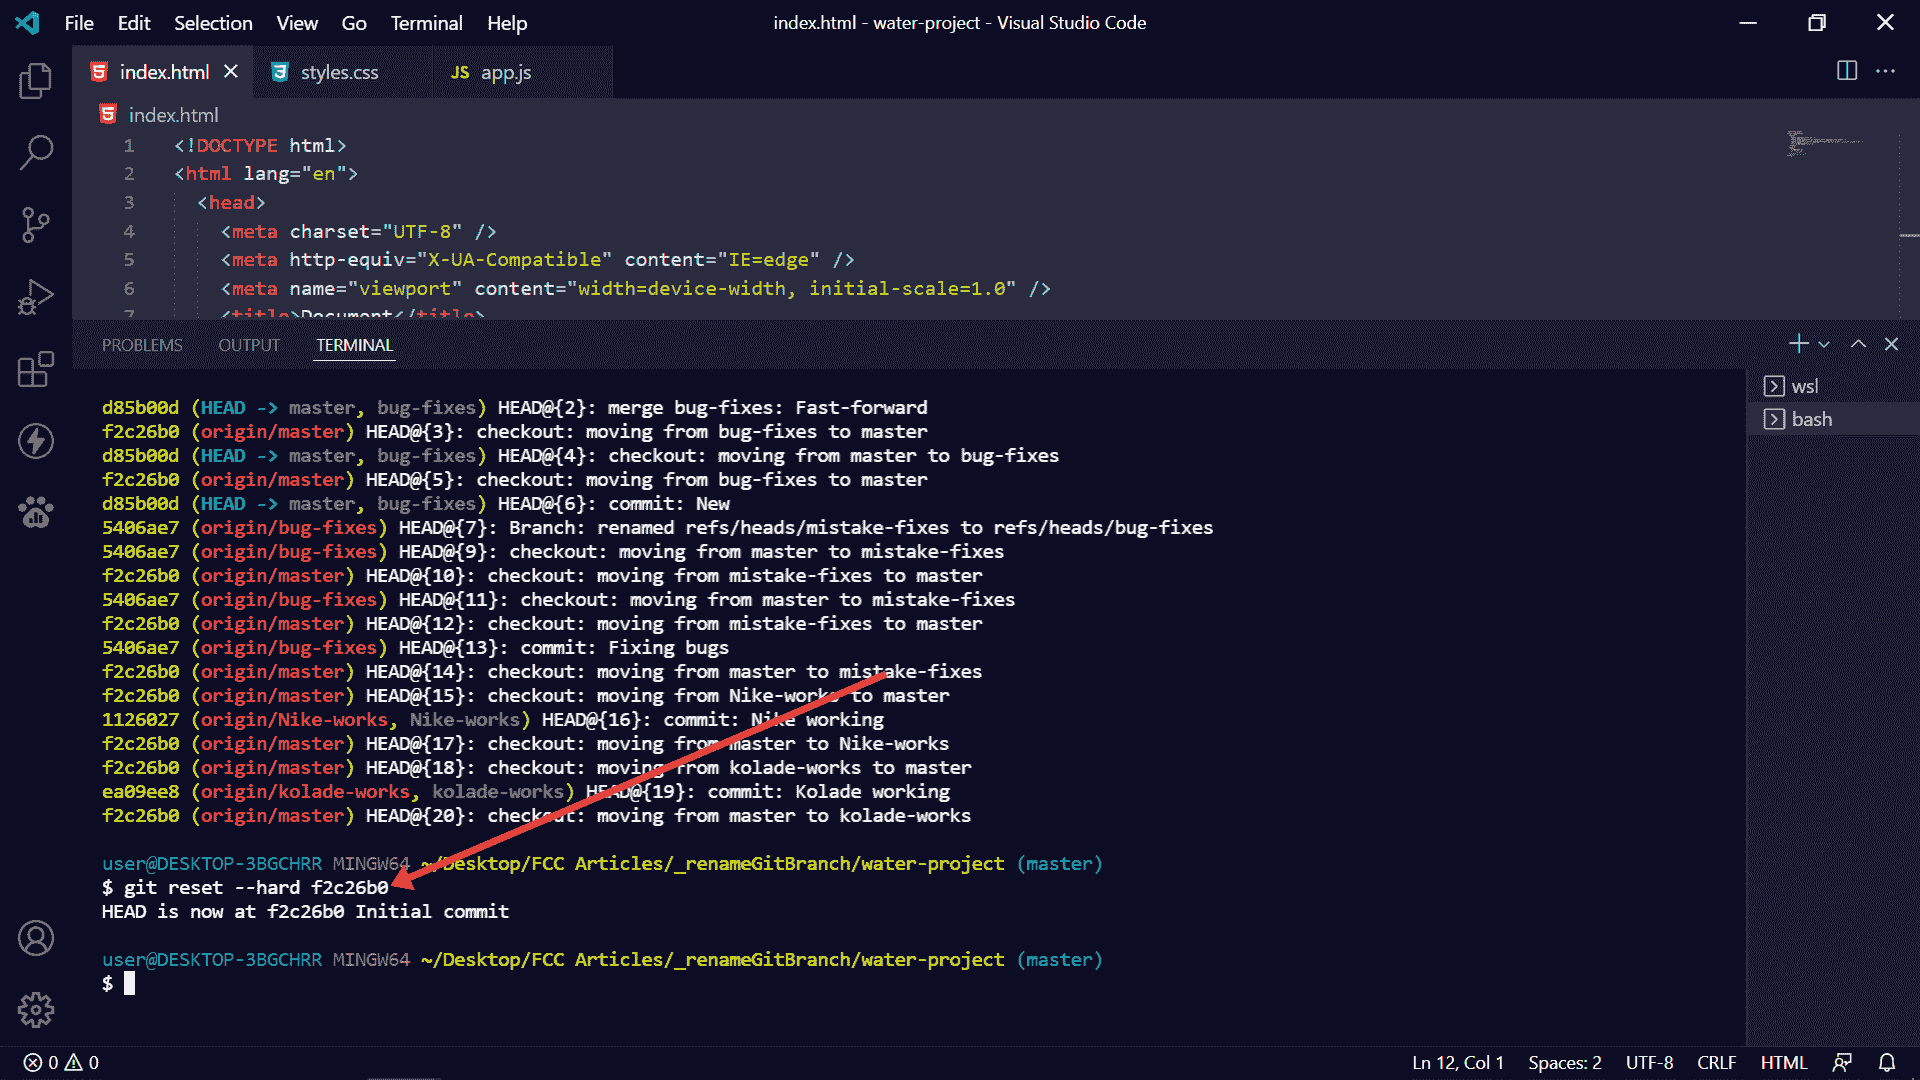 File Edit Selection View Go Terminal Help
index.html - water-project - Visual Studio Code
index.html styles.css JS app.js
index.html
1 <!DOCTYPE html>
2 <html lang="en">
3 <head>
4 <meta charset="UTF-8" />
5 <meta http-equiv="X-UA-Compatible" content="IE=edge" />
6 <meta name="viewport" content="width=device-width, initial-scale=1.0" />
7 <title>Document</title>
PROBLEMS OUTPUT TERMINAL
wsl
bash
d85b00d (HEAD -> master, bug-fixes) HEAD@{2}: merge bug-fixes: Fast-forward
f2c26b0 (origin/master) HEAD@{3}: checkout: moving from bug-fixes to master
d85b00d (HEAD -> master, bug-fixes) HEAD@{4}: checkout: moving from master to bug-fixes
f2c26b0 (origin/master) HEAD@{5}: checkout: moving from bug-fixes to master
d85b00d (HEAD -> master, bug-fixes) HEAD@{6}: commit: New
5406ae7 (origin/bug-fixes) HEAD@{7}: Branch: renamed refs/heads/mistake-fixes to refs/heads/bug-fixes
5406ae7 (origin/bug-fixes) HEAD@{9}: checkout: moving from master to mistake-fixes
f2c26b0 (origin/master) HEAD@{10}: checkout: moving from mistake-fixes to master
5406ae7 (origin/bug-fixes) HEAD@{11}: checkout: moving from master to mistake-fixes
f2c26b0 (origin/master) HEAD@{12}: checkout: moving from mistake-fixes to master
5406ae7 (origin/bug-fixes) HEAD@{13}: commit: Fixing bugs
f2c26b0 (origin/master) HEAD@{14}: checkout: moving from master to mistake-fixes
f2c26b0 (origin/master) HEAD@{15}: checkout: moving from Nike-works to master
1126027 (origin/Nike-works, Nike-works) HEAD@{16}: commit: Nike working
f2c26b0 (origin/master) HEAD@{17}: checkout: moving from master to Nike-works
f2c26b0 (origin/master) HEAD@{18}: checkout: moving from kolade-works to master
ea09ee8 (origin/kolade-works, kolade-works) HEAD@{19}: commit: Kolade working
f2c26b0 (origin/master) HEAD@{20}: checkout: moving from master to kolade-works
user@DESKTOP-3BGCHRR MINGW64 ~/Desktop/FCC Articles/_renameGitBranch/water-project (master)
$ git reset --hard f2c26b0
HEAD is now at f2c26b0 Initial commit
user@DESKTOP-3BGCHRR MINGW64 ~/Desktop/FCC Articles/_renameGitBranch/water-project (master)
$
0 0 Ln 12, Col 1 Spaces: 2 UTF-8 CRLF HTML